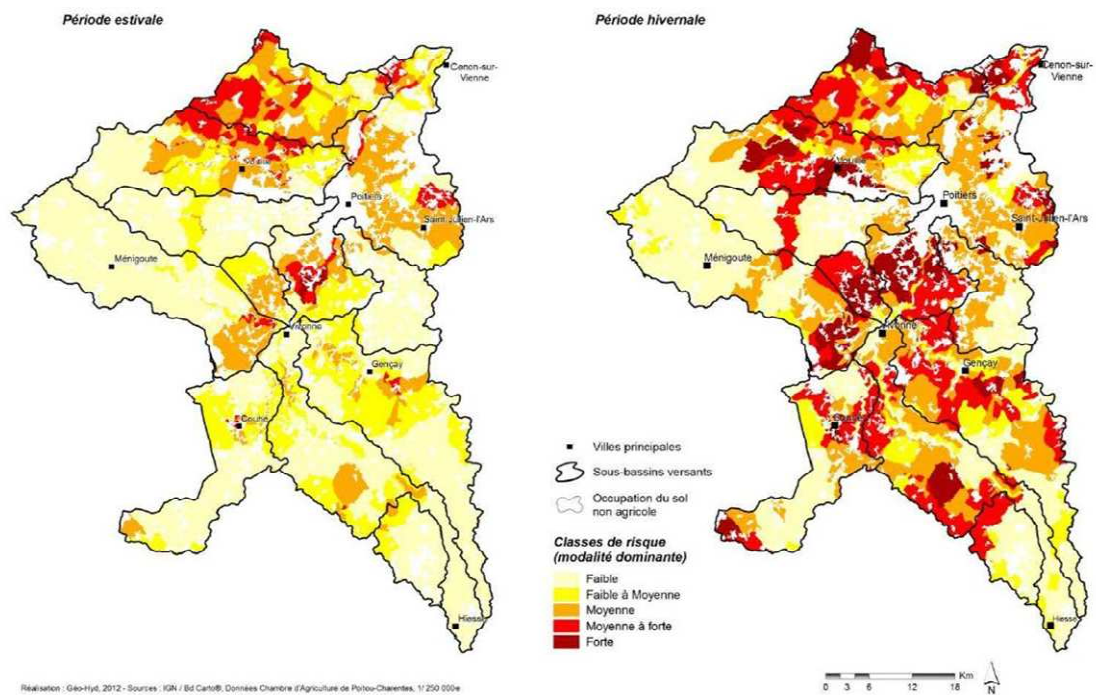 Période estivale
Période hivernale
Cenon-sur-
Vienne
Poitiers
Saint-Julien-l'Ars
Ménigoute
Vivonne
Gençay
Couhé
Hiesse
Cenon-sur-
Vienne
Vouillé
Poitiers
Saint-Julien-l'Ars
Ménigoute
Gençay
Hiesse
Villes principales
Sous-bassins versants
Occupation du sol
non agricole
Classes de risque
(modalité dominante)
Faible
Faible à Moyenne
Moyenne
Moyenne à forte
Forte
Réalisation : Géo-Hyd, 2012 - Sources : IGN / Bd Carto®, Données Chambre d'Agriculture de Poitou-Charentes, 1/ 250 000e
Km
0 3 6 12 18
N